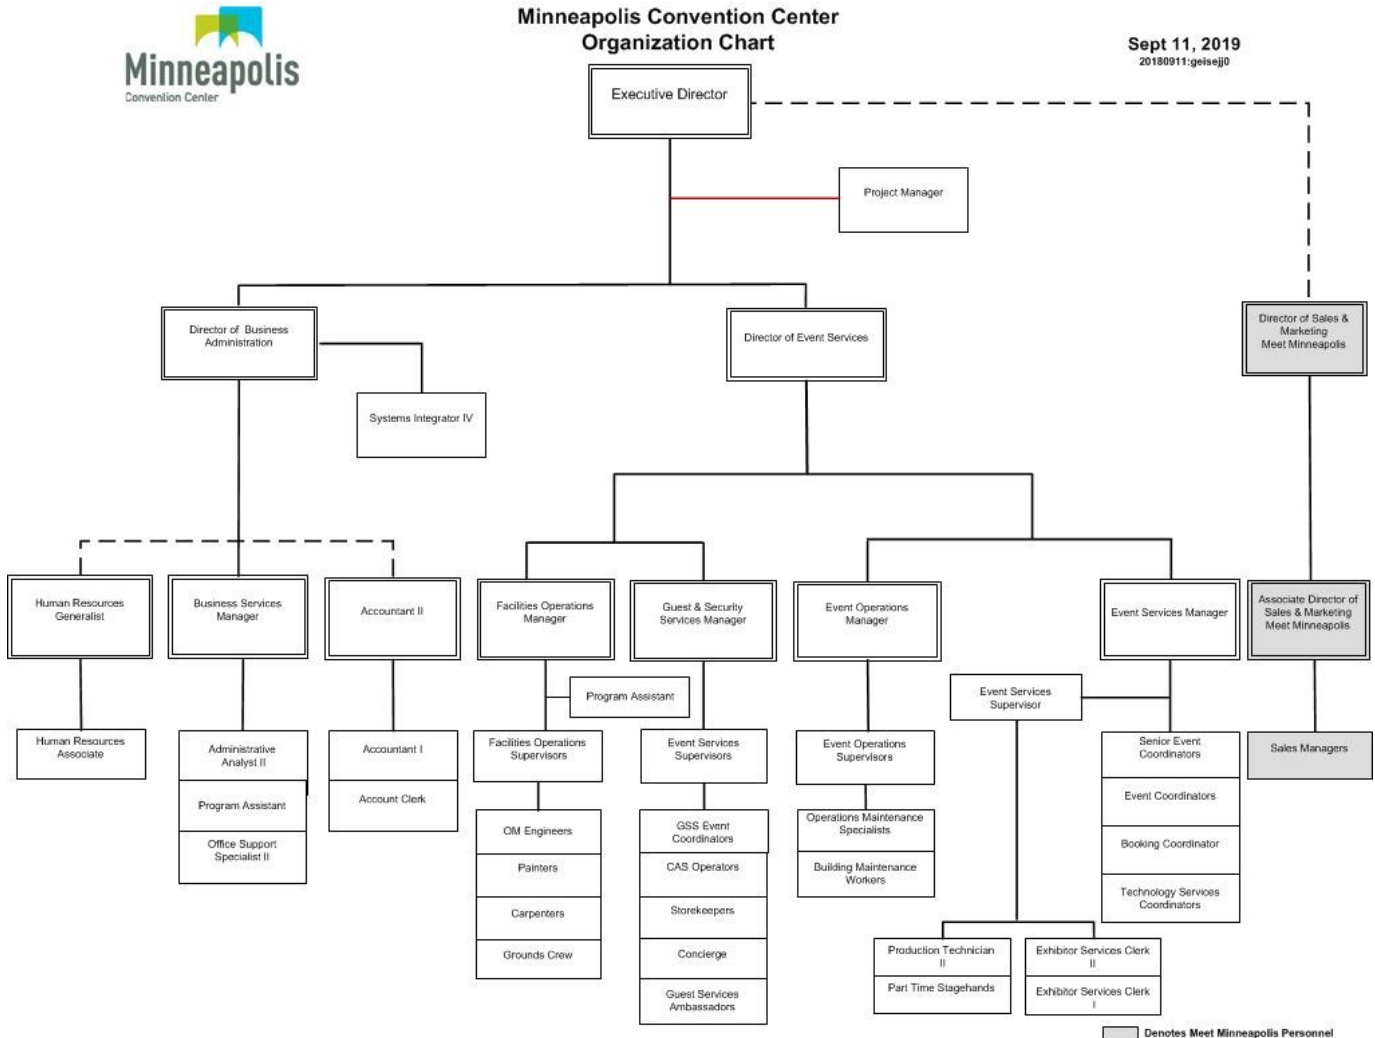 Minneapolis Convention Center
Organization Chart
Minneapolis
Convention Center
Sept 11, 2019
20180911:geisejj0
Executive Director
Project Manager
Director of Business
Administration
Director of Event Services
Director of Sales &
Marketing
Meet Minneapolis
Systems Integrator IV
Human Resources
Generalist
Business Services
Manager
Accountant II
Facilities Operations
Manager
Guest & Security
Services Manager
Event Operations
Manager
Event Services Manager
Associate Director of
Sales & Marketing
Meet Minneapolis
Program Assistant
Event Services
Supervisor
Human Resources
Associate
Administrative
Analyst II
Program Assistant
Office Support
Specialist II
Accountant I
Account Clerk
Facilities Operations
Supervisors
OM Engineers
Painters
Carpenters
Grounds Crew
Event Services
Supervisors
GSS Event
Coordinators
CAS Operators
Storekeepers
Concierge
Guest Services
Ambassadors
Event Operations
Supervisors
Operations Maintenance
Specialists
Building Maintenance
Workers
Senior Event
Coordinators
Event Coordinators
Booking Coordinator
Technology Services
Coordinators
Sales Managers
Production Technician
II
Part Time Stagehands
Exhibitor Services Clerk
II
Exhibitor Services Clerk
I
Denotes Meet Minneapolis Personnel